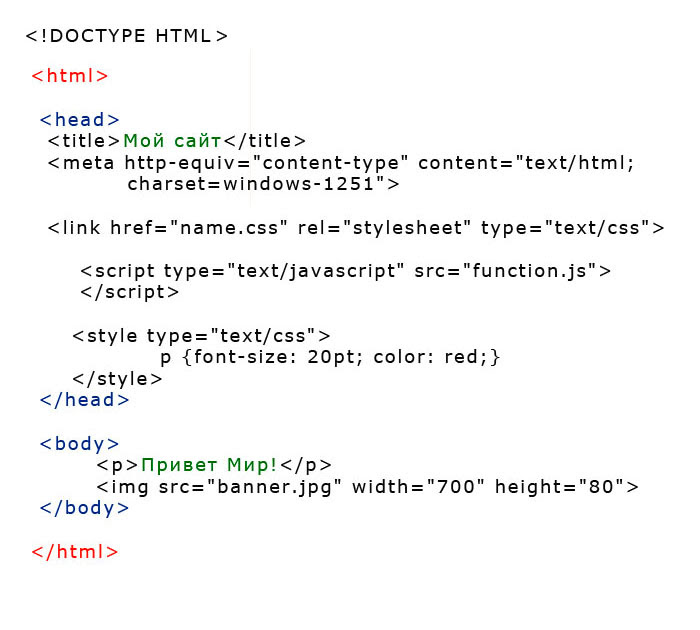 <!DOCTYPE HTML>
<html>
<head>
<title>Мой сайт</title>
<meta http-equiv="content-type" content="text/html;
charset=windows-1251">
<link href="name.css" rel="stylesheet" type="text/css">
<script type="text/javascript" src="function.js">
</script>
<style type="text/css">
p {font-size: 20pt; color: red;}
</style>
</head>
<body>
<p>Привет Мир!</p>
<img src="banner.jpg" width="700" height="80">
</body>
</html>